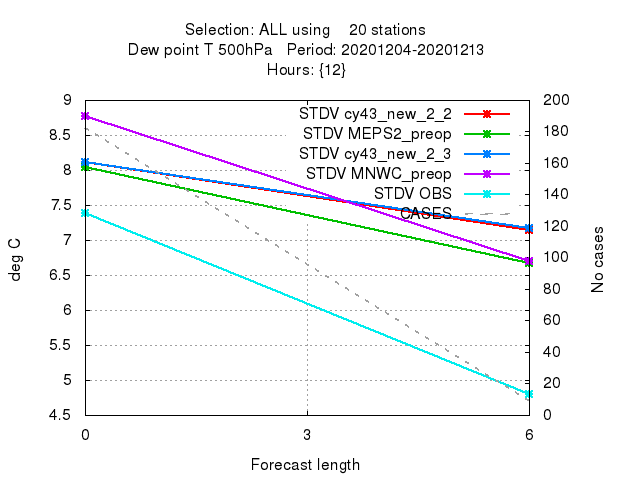 Selection: ALL using    20 stations
Dew point T 500hPa   Period: 20201204-20201213
Hours: {12}
STDV cy43_new_2_2
STDV MEPS2_preop
STDV cy43_new_2_3
STDV MNWC_preop
STDV OBS
CASES
9
8.5
8
7.5
7
6.5
6
5.5
5
4.5
deg C
200
180
160
140
120
100
80
60
40
20
0
No cases
0 3 6
Forecast length